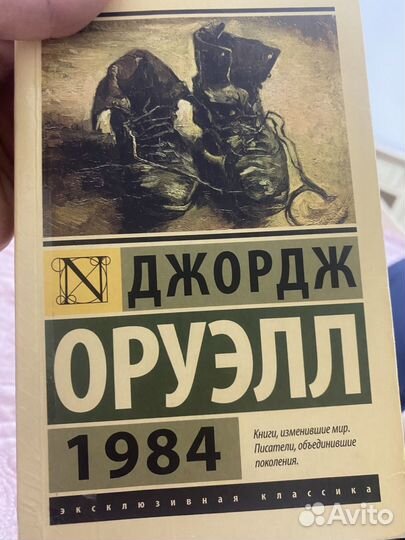 N ДЖОРДЖ
ОРУЭЛЛ
1984
Книги, изменившие мир.
Писатели, объединившие
поколения.
эксклюзивная классика
Avito